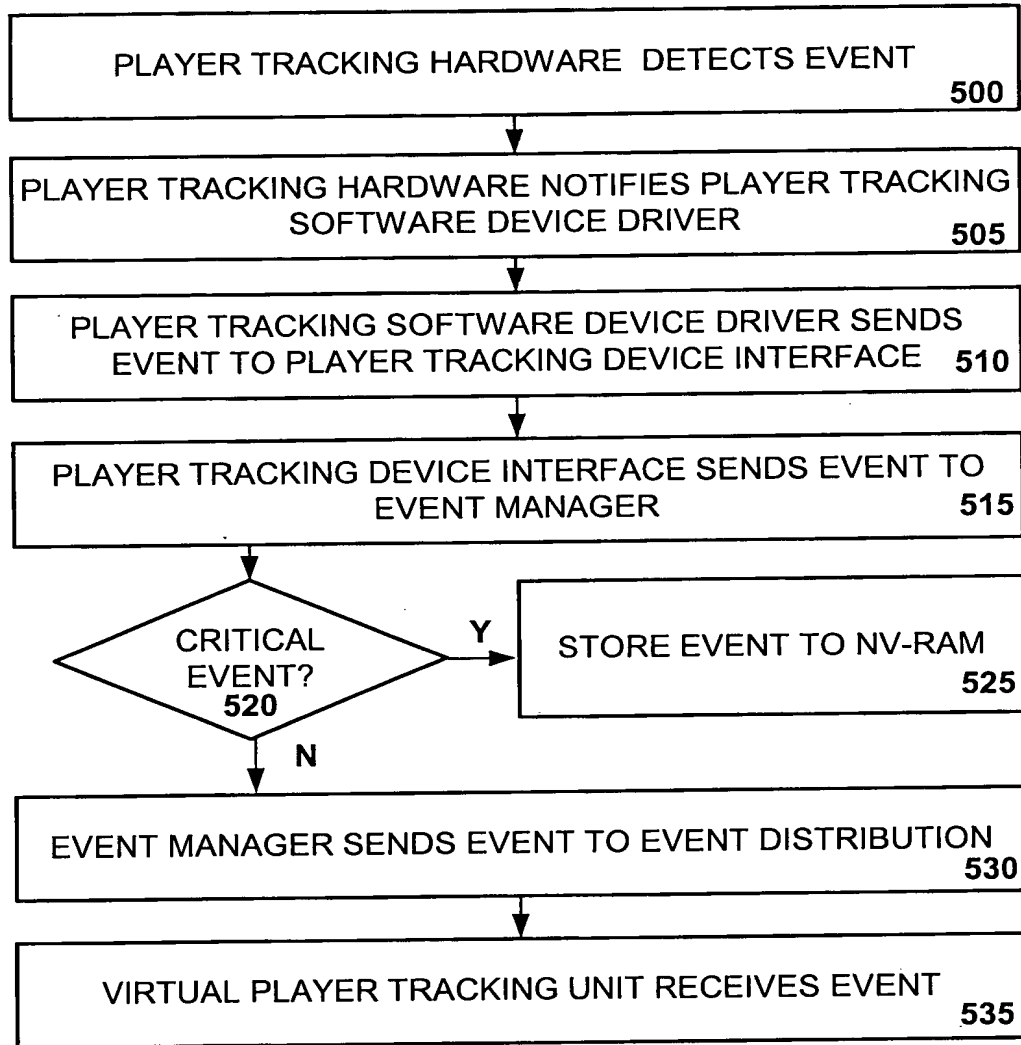 PLAYER TRACKING HARDWARE DETECTS EVENT
500
PLAYER TRACKING HARDWARE NOTIFIES PLAYER TRACKING
SOFTWARE DEVICE DRIVER
505
PLAYER TRACKING SOFTWARE DEVICE DRIVER SENDS
EVENT TO PLAYER TRACKING DEVICE INTERFACE 510
PLAYER TRACKING DEVICE INTERFACE SENDS EVENT TO
EVENT MANAGER
515
CRITICAL
EVENT?
520
Y
STORE EVENT TO NV-RAM
525
N
EVENT MANAGER SENDS EVENT TO EVENT DISTRIBUTION
530
VIRTUAL PLAYER TRACKING UNIT RECEIVES EVENT
535